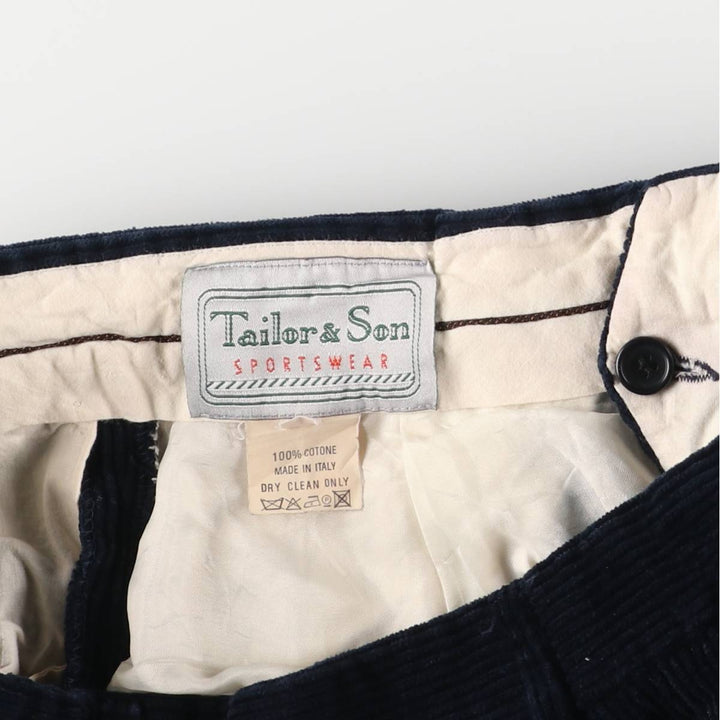 Tailor & Son
SPORTSWEAR
100% COTONE
MADE IN ITALY
DRY CLEAN ONLY